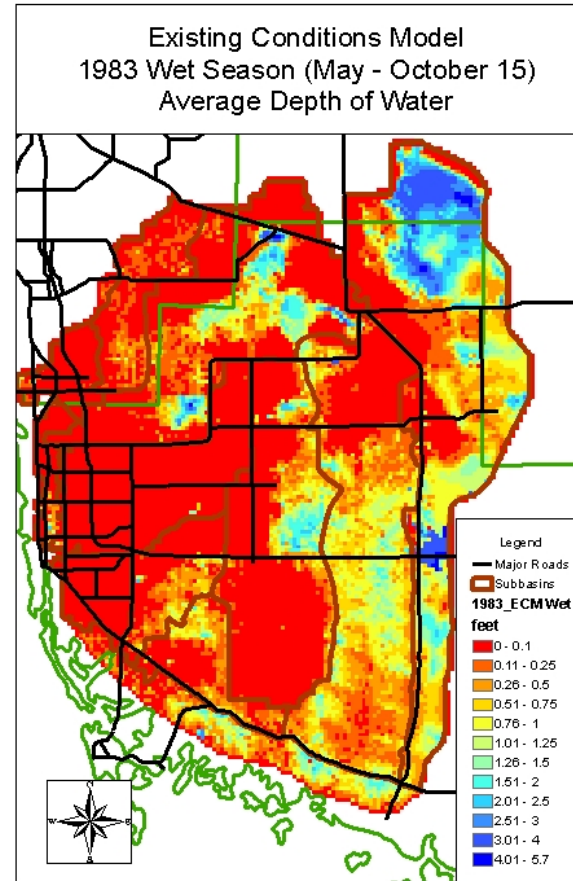 Existing Conditions Model
1983 Wet Season (May - October 15)
Average Depth of Water
Legend
Major Roads
Subbasins
1983_ECMWet
feet
0 - 0.1
0.11 - 0.25
0.26 - 0.5
0.51 - 0.75
0.76 - 1
1.01 - 1.25
1.26 - 1.5
1.51 - 2
2.01 - 2.5
2.51 - 3
3.01 - 4
4.01 - 5.7